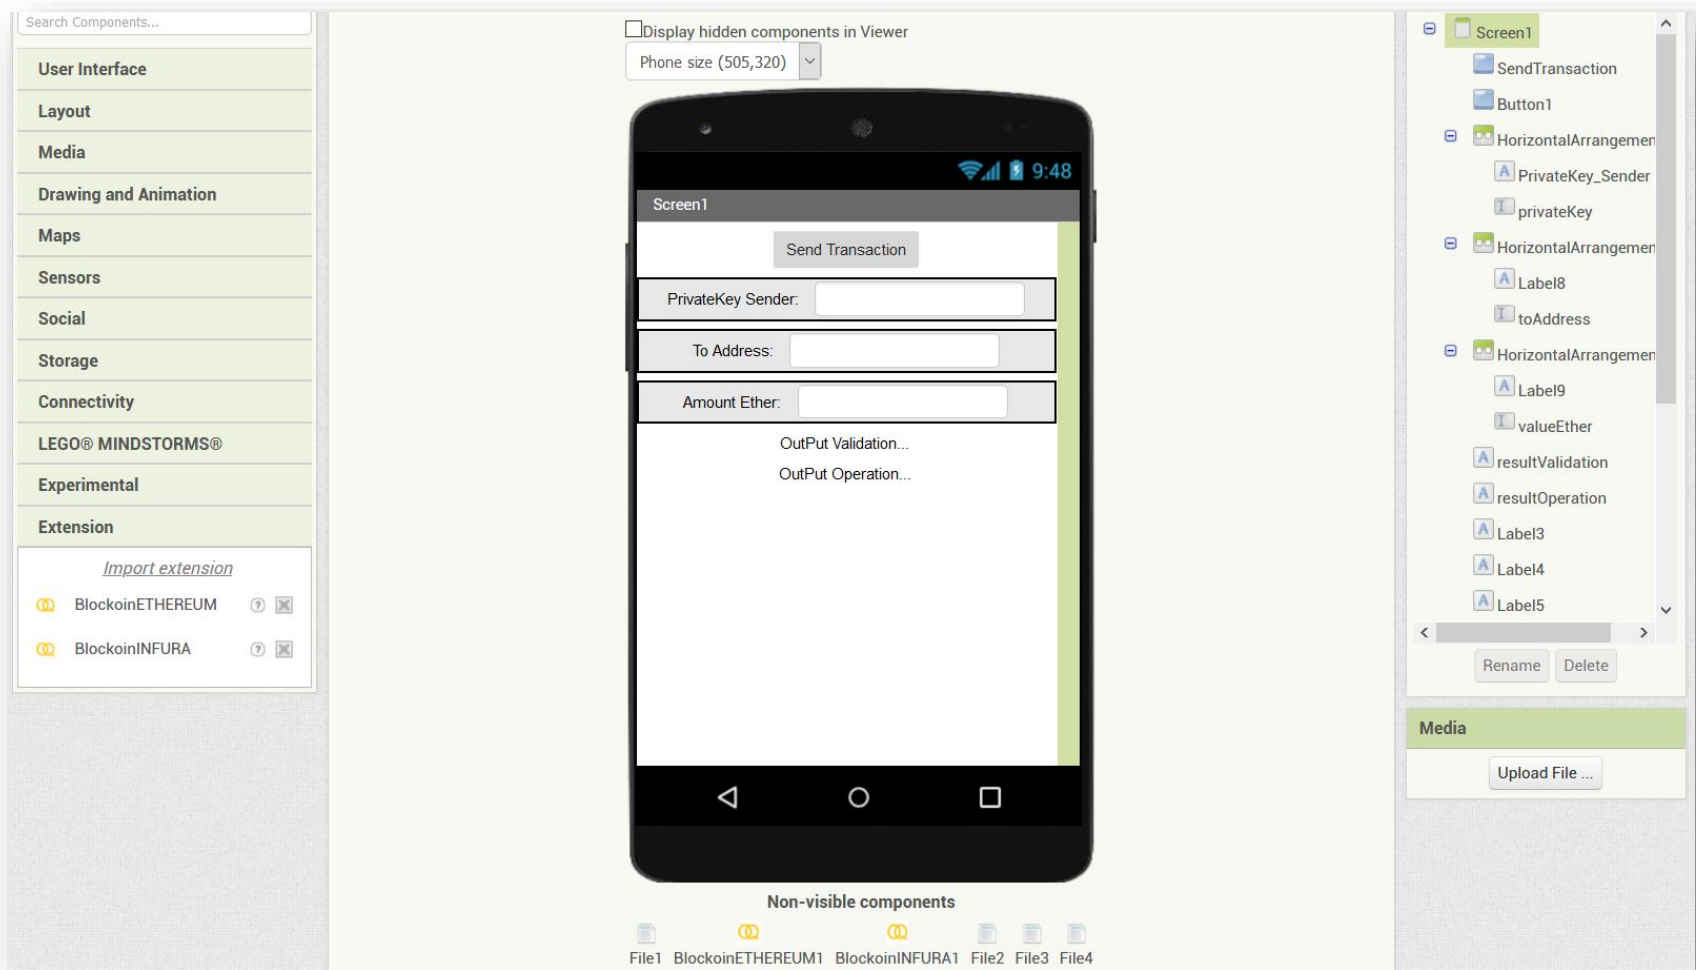 Search Components...
User Interface
Layout
Media
Drawing and Animation
Maps
Sensors
Social
Storage
Connectivity
LEGO® MINDSTORMS®
Experimental
Extension
Import extension
BlockoinETHEREUM ?
BlockoinINFURA ?
Display hidden components in Viewer
Phone size (505,320)
9:48
Screen1
Send Transaction
PrivateKey Sender:
To Address:
Amount Ether:
OutPut Validation...
OutPut Operation...
Non-visible components
File1 BlockoinETHEREUM1 BlockoinINFURA1 File2 File3 File4
Screen1
SendTransaction
Button1
HorizontalArrangemen
A PrivateKey_Sender
privateKey
HorizontalArrangemen
A Label8
toAddress
HorizontalArrangemen
A Label9
valueEther
A resultValidation
A resultOperation
A Label3
A Label4
A Label5
Rename Delete
Media
Upload File ...